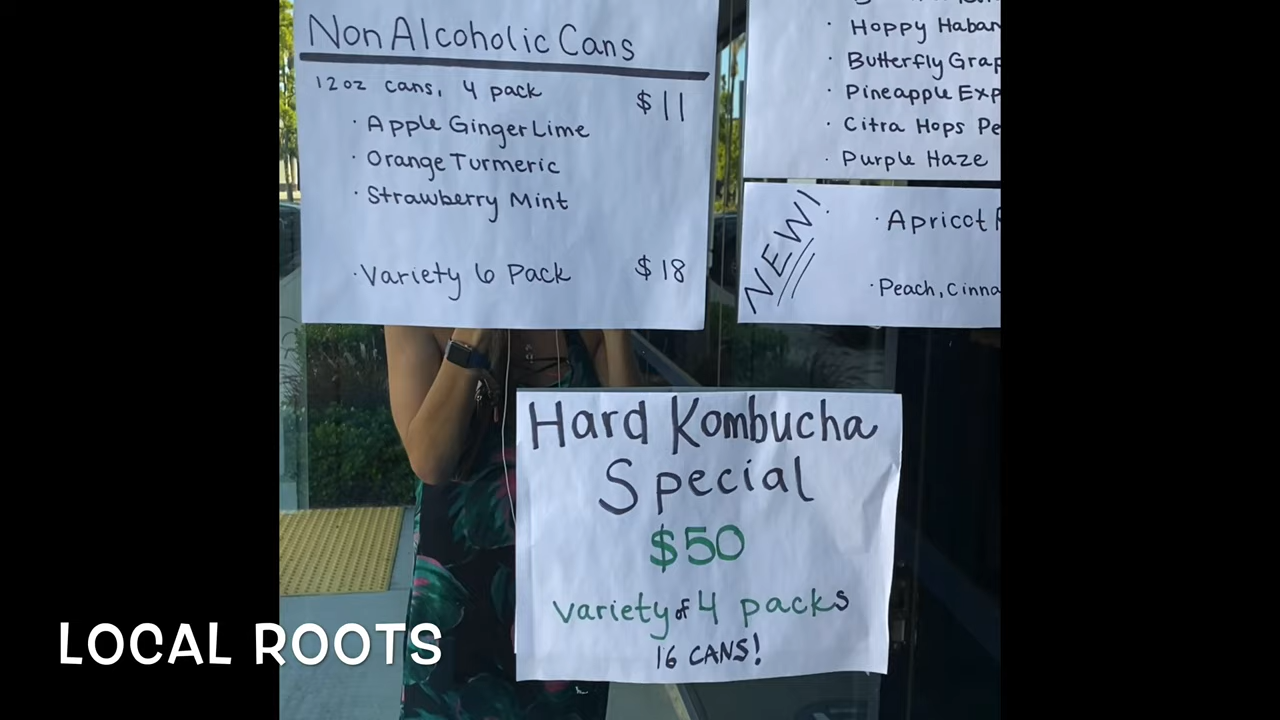 Non Alcoholic Cans
12oz cans, 4 pack $11
· Apple Ginger Lime
· Orange Turmeric
· Strawberry Mint
· Variety 6 Pack $18
· Hoppy
· Butterfly
· Pineapple
· Citra Hops
· Purple Haze
NEW!
· Apricot
· Peach,
Hard Kombucha
Special
$50
Variety of 4 packs
16 CANS!
LOCAL ROOTS